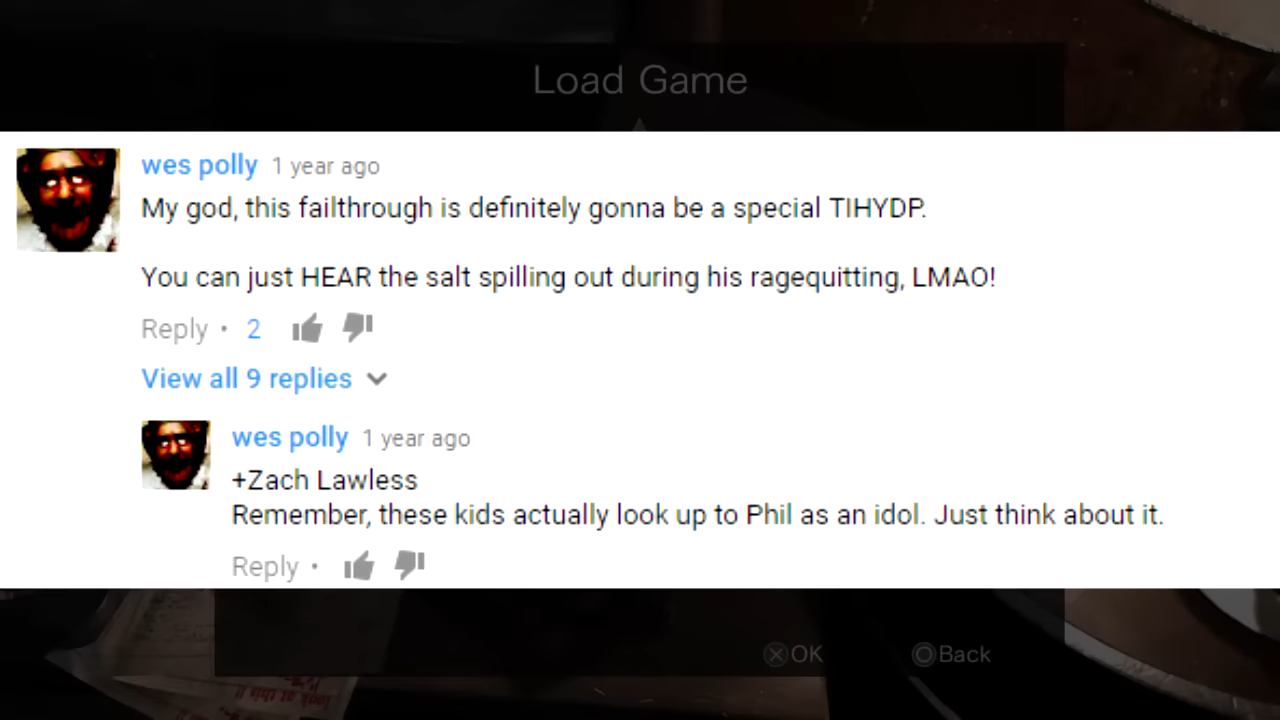 Load Game
wes polly 1 year ago
My god, this failthrough is definitely gonna be a special TIHYDP.
You can just HEAR the salt spilling out during his ragequitting, LMAO!
Reply • 2
View all 9 replies
wes polly 1 year ago
+Zach Lawless
Remember, these kids actually look up to Phil as an idol. Just think about it.
Reply •
OK Back
look at this !!